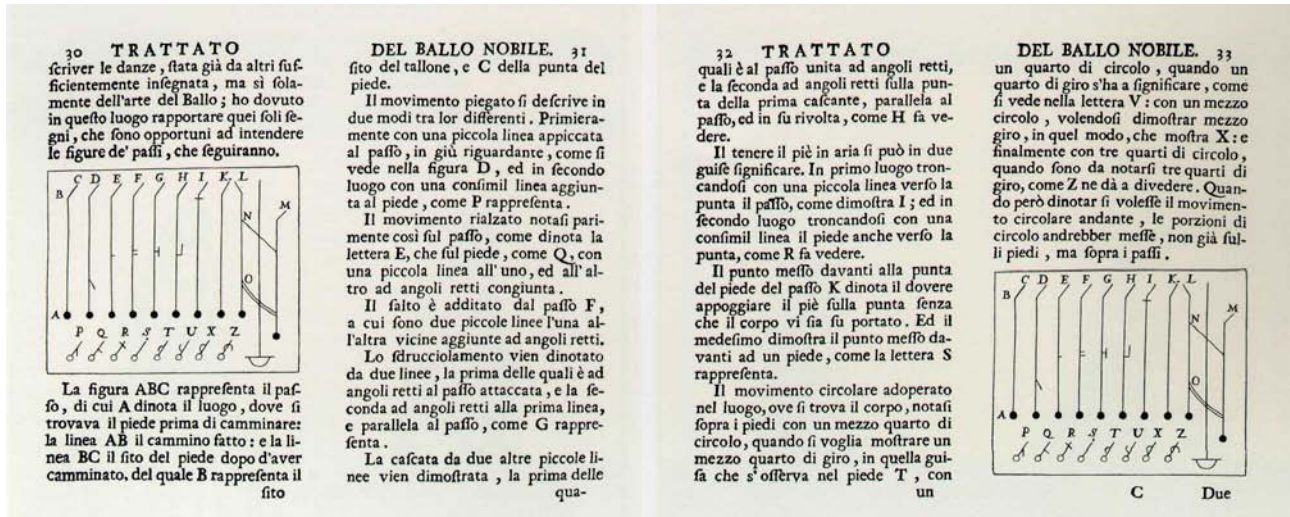 30 TRATTATO
ſcriver le danze, ſtata già da altri ſuf-
ficientemente inſegnata, ma sì ſola-
mente dell'arte del Ballo; ho dovuto
in queſto luogo rapportare quei ſoli ſe-
gni, che ſono opportuni ad intendere
le figure de' paſſi, che ſeguiranno.
C D E F G H I K. L
B
M
N
O
A
P Q R S T U X Z
La figura ABC rappreſenta il paſ-
ſo, di cui A dinota il luogo, dove ſi
trovava il piede prima di camminare:
la linea AB il cammino fatto: e la li-
nea BC il ſito del piede dopo d'aver
camminato, del quale B rappreſenta il
ſito
DEL BALLO NOBILE. 31
ſito del tallone, e C della punta del
piede.
Il movimento piegato ſi deſcrive in
due modi tra lor differenti. Primiera-
mente con una piccola linea appiccata
al paſſo, in giù riguardante, come ſi
vede nella figura D, ed in ſecondo
luogo con una conſimil linea aggiun-
ta al piede, come P rappreſenta.
Il movimento rialzato notaſi pari-
mente così ſul paſſo, come dinota la
lettera E, che ſul piede, come Q, con
una piccola linea all'uno, ed all'al-
tro ad angoli retti congiunta.
Il ſalto è additato dal paſſo F,
a cui ſono due piccole linee l'una al-
l'altra vicine aggiunte ad angoli retti.
Lo ſdrucciolamento vien dinotato
da due linee, la prima delle quali è ad
angoli retti al paſſo attaccata, e la ſe-
conda ad angoli retti alla prima linea,
e parallela al paſſo, come G rappre-
ſenta.
La caſcata da due altre piccole li-
nee vien dimoſtrata, la prima delle
qua-
32 TRATTATO
quali è al paſſo unita ad angoli retti,
e la ſeconda ad angoli retti ſulla pun-
ta della prima caſcante, parallela al
paſſo, ed in ſu rivolta, come H fa ve-
dere.
Il tenere il piè in aria ſi può in due
guiſe ſignificare. In primo luogo tron-
candoſi con una piccola linea verſo la
punta il paſſo, come dimoſtra I; ed in
ſecondo luogo troncandoſi con una
conſimil linea il piede anche verſo la
punta, come R fa vedere.
Il punto meſſo davanti alla punta
del piede del paſſo K dinota il dovere
appoggiare il piè ſulla punta ſenza
che il corpo vi ſia ſu portato. Ed il
medeſimo dimoſtra il punto meſſo da-
vanti ad un piede, come la lettera S
rappreſenta.
Il movimento circolare adoperato
nel luogo, ove ſi trova il corpo, notaſi
ſopra i piedi con un mezzo quarto di
circolo, quando ſi voglia moſtrare un
mezzo quarto di giro, in quella gui-
ſa che s'oſſerva nel piede T, con
un
DEL BALLO NOBILE. 33
un quarto di circolo, quando un
quarto di giro s'ha a ſignificare, come
ſi vede nella lettera V: con un mezzo
circolo, volendoſi dimoſtrar mezzo
giro, in quel modo, che moſtra X: e
finalmente con tre quarti di circolo,
quando ſono da notarſi tre quarti di
giro, come Z ne dà a divedere. Quan-
do però dinotar ſi voleſſe il movimen-
to circolare andante, le porzioni di
circolo andrebber meſſe, non già ſul-
li piedi, ma ſopra i paſſi.
C D E F G H I K. L
B
M
N
O
A
P Q R S T U X Z
C Due